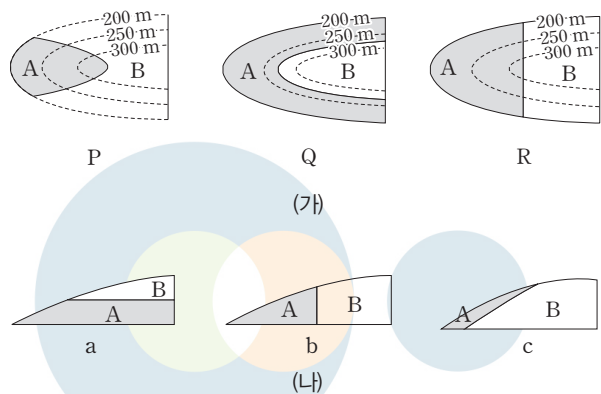 200 m 200 m 200 m
250 m 250 m 250 m
300 m 300 m 300 m
A B A B A B
P Q R
(가)
B
A A B A B
a b c
(나)